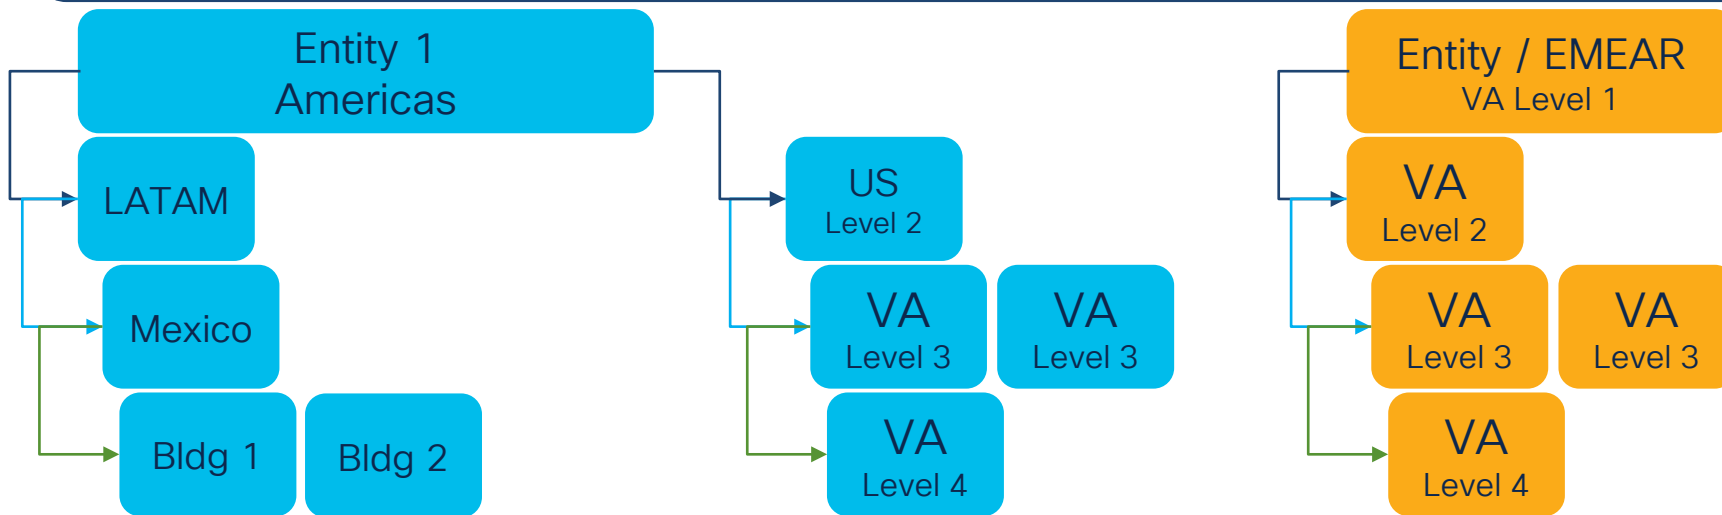 Entity 1
Americas
Entity / EMEAR
VA Level 1
LATAM
US
Level 2
VA
Level 2
Mexico
VA
Level 3
VA
Level 3
VA
Level 3
VA
Level 3
Bldg 1
Bldg 2
VA
Level 4
VA
Level 4